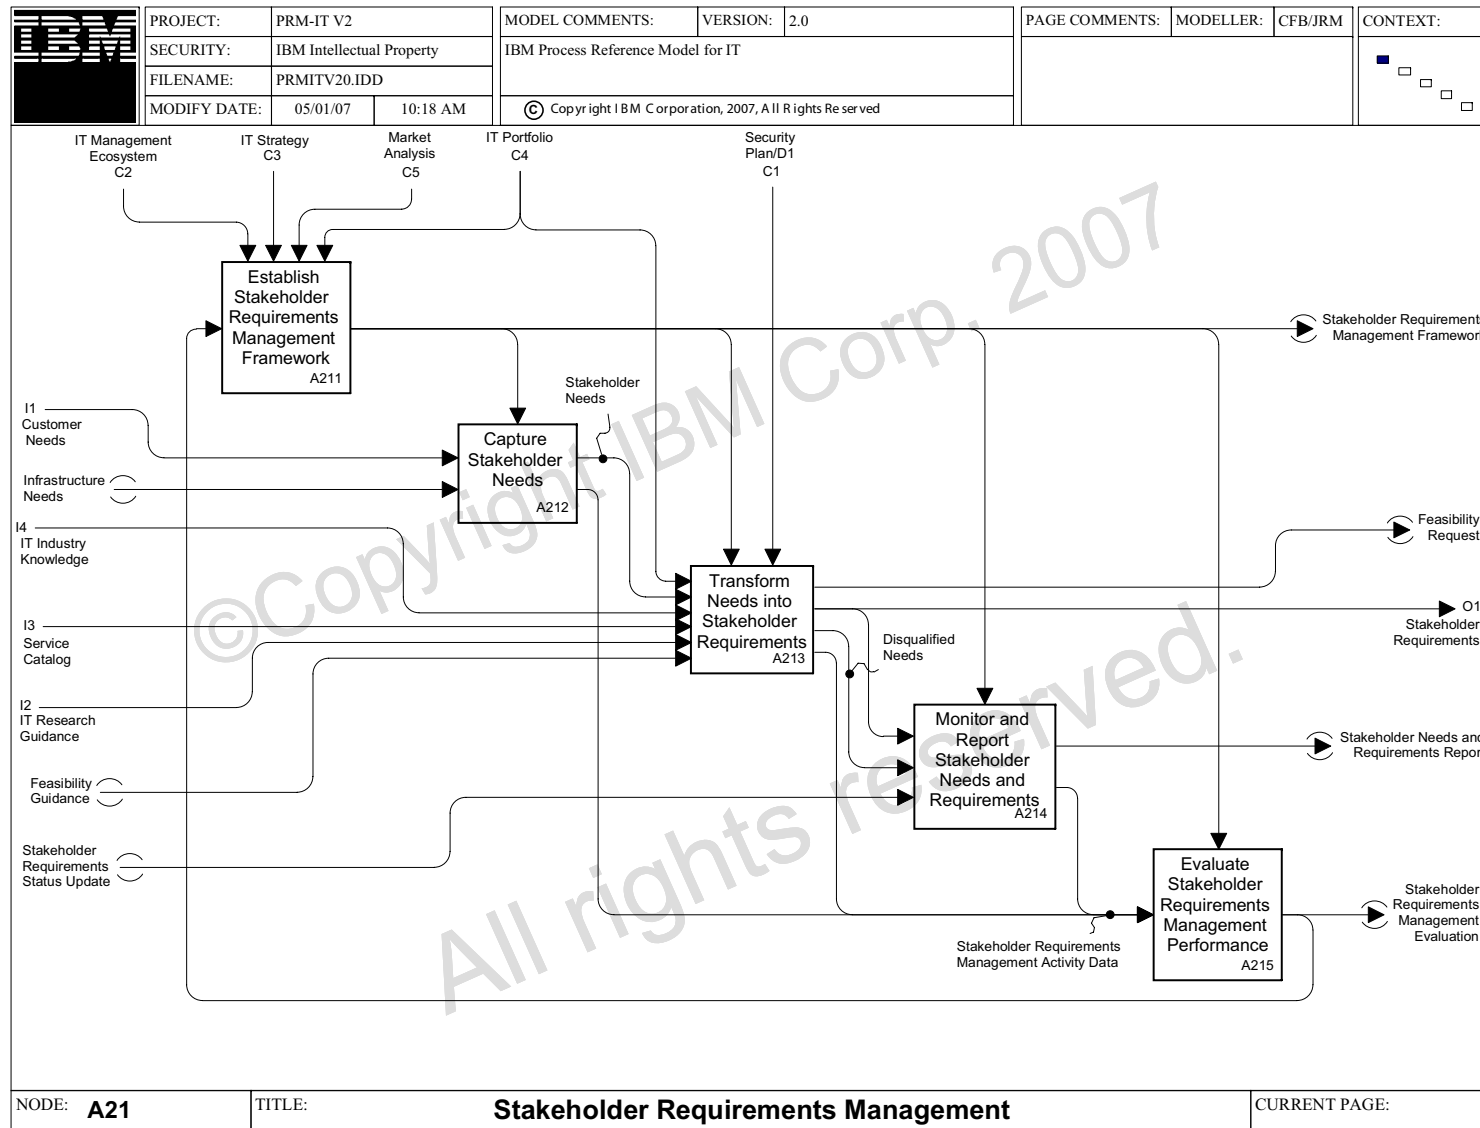 IBM
PROJECT: PRM-IT V2
SECURITY: IBM Intellectual Property
FILENAME: PRMITV20.IDD
MODIFY DATE: 05/01/07 10:18 AM
MODEL COMMENTS: VERSION: 2.0
IBM Process Reference Model for IT
© Copyright IBM Corporation, 2007, All Rights Reserved
PAGE COMMENTS: MODELLER: CFB/JRM
CONTEXT:
IT Management
Ecosystem
C2
IT Strategy
C3
Market
Analysis
C5
IT Portfolio
C4
Security
Plan/D1
C1
Establish
Stakeholder
Requirements
Management
Framework
A211
Stakeholder Requirements
Management Framework
I1
Customer
Needs
Stakeholder
Needs
Capture
Stakeholder
Needs
A212
Infrastructure
Needs
I4
IT Industry
Knowledge
Feasibility
Request
Transform
Needs into
Stakeholder
Requirements
A213
O1
Stakeholder
Requirements
I3
Service
Catalog
Disqualified
Needs
I2
IT Research
Guidance
Monitor and
Report
Stakeholder
Needs and
Requirements
A214
Stakeholder Needs and
Requirements Repor
Feasibility
Guidance
Stakeholder
Requirements
Status Update
Evaluate
Stakeholder
Requirements
Management
Performance
A215
Stakeholder
Requirements
Management
Evaluation
Stakeholder Requirements
Management Activity Data
©Copyright IBM Corp. 2007
All rights reserved.
NODE: A21
TITLE: Stakeholder Requirements Management
CURRENT PAGE: